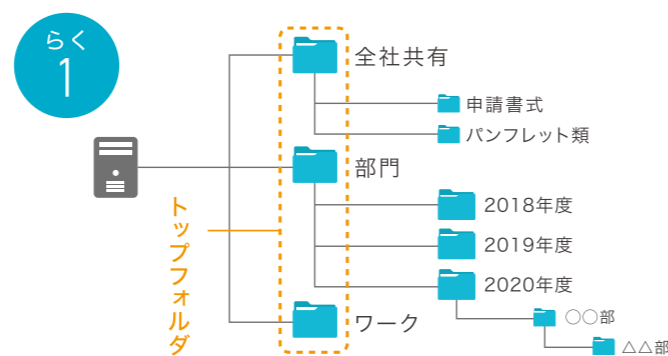 らく
1
全社共有
申請書式
パンフレット類
部門
トップフォルダ
2018年度
2019年度
2020年度
○○部
ワーク
△△部